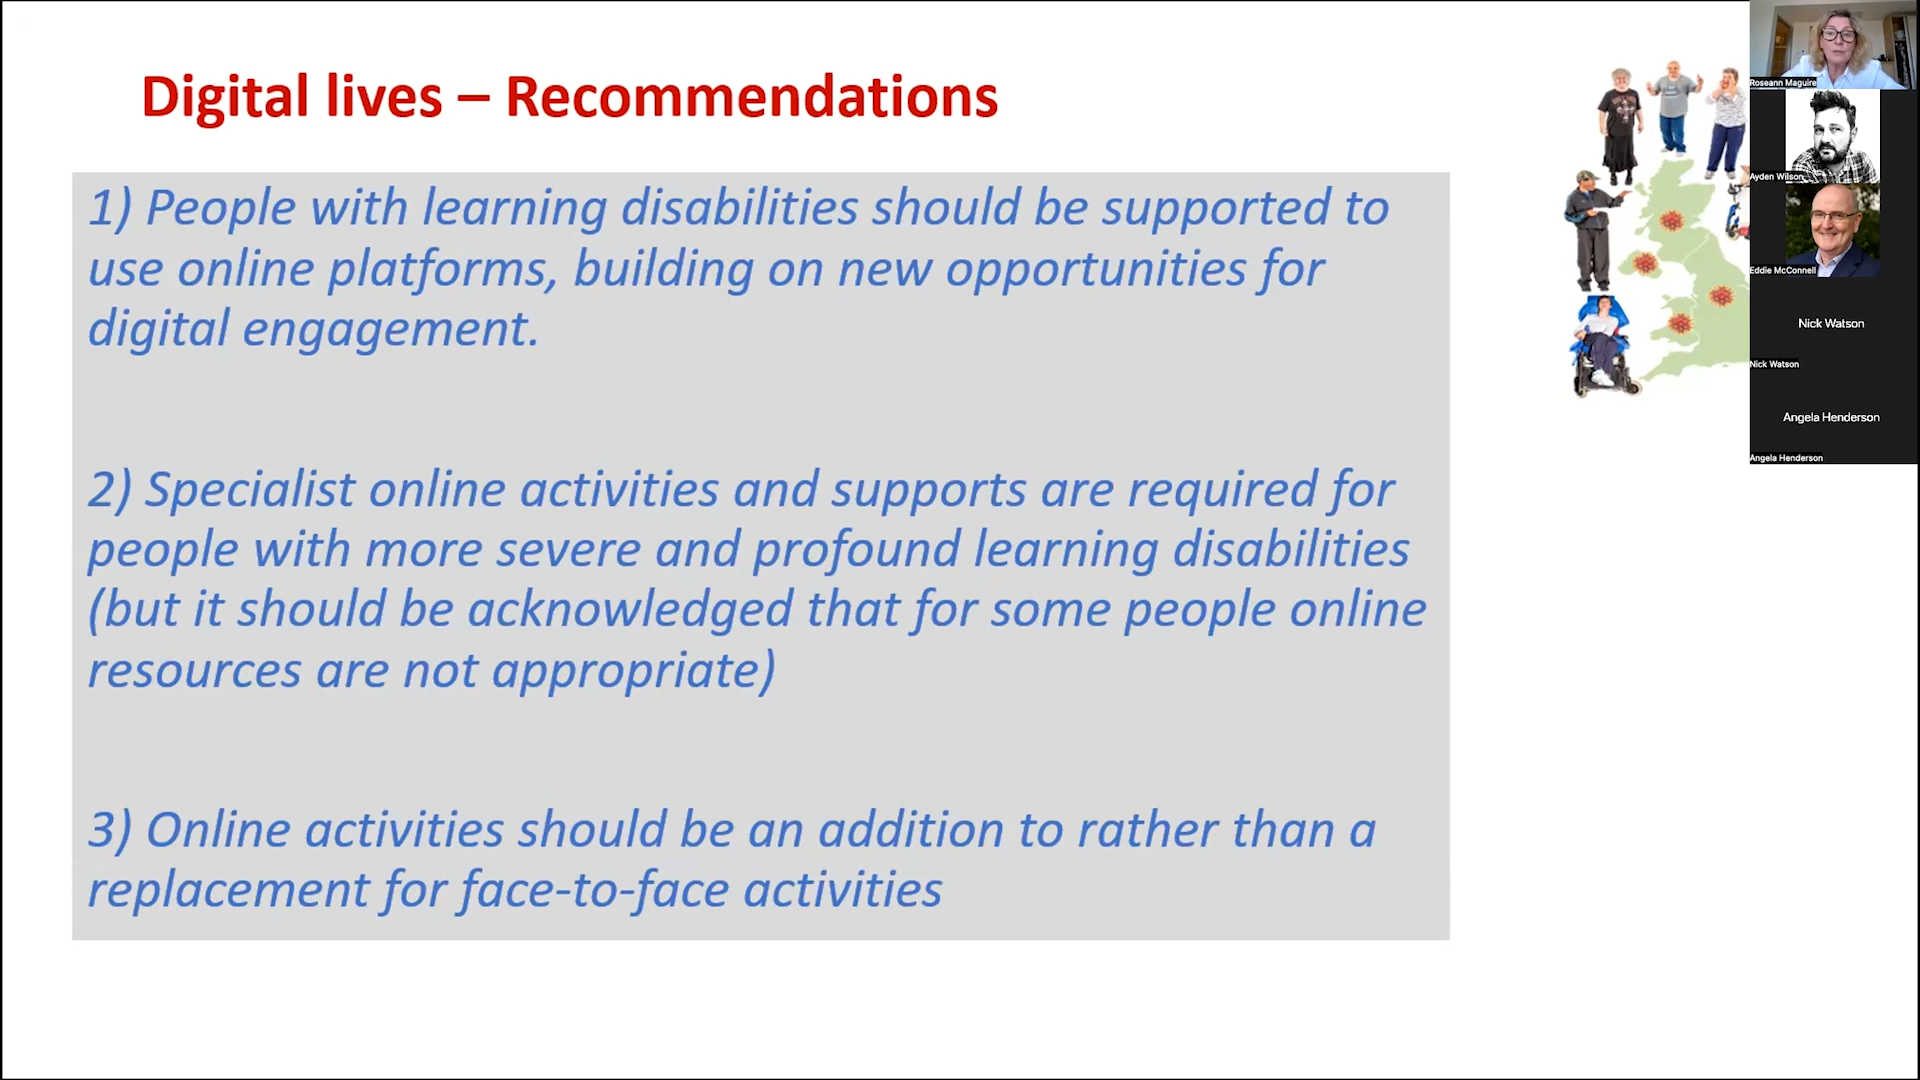 Digital lives – Recommendations
1) People with learning disabilities should be supported to
use online platforms, building on new opportunities for
digital engagement.
2) Specialist online activities and supports are required for
people with more severe and profound learning disabilities
(but it should be acknowledged that for some people online
resources are not appropriate)
3) Online activities should be an addition to rather than a
replacement for face-to-face activities
Roseann Maguire
Ayden Wilson
Eddie McConnell
Nick Watson
Nick Watson
Angela Henderson
Angela Henderson